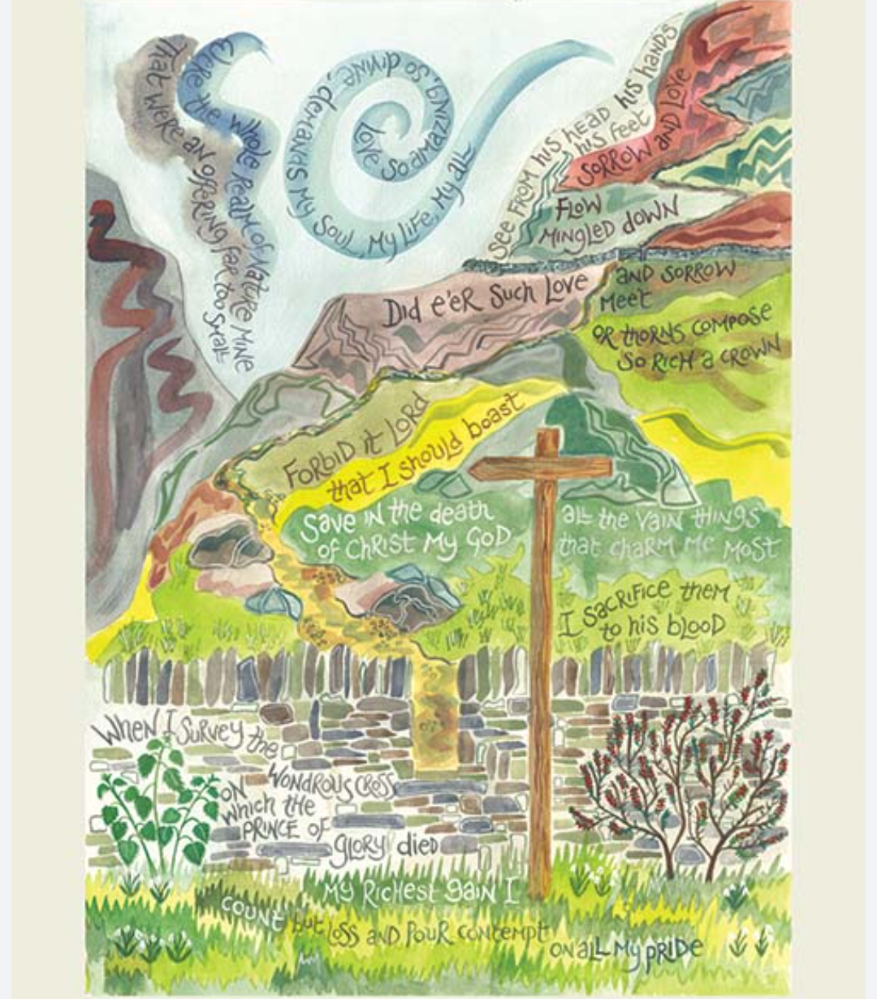 When I survey the
wondrous cross
on
which the
prince of
glory died
my richest gain I
count but loss and pour contempt
on all my pride
Forbid it Lord
that I should boast
save in the death
of Christ my God
all the vain things
that charm me most
I sacrifice them
to his blood
See from his head his hands
his feet
sorrow and love
flow
mingled down
Did e'er such love
and sorrow
meet
or thorns compose
so rich a crown
Were the whole realm of nature mine
That were an offering far too small
Love so amazing, so divine, demands my soul, my life, my all